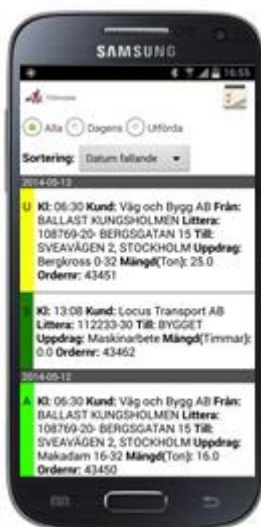 SAMSUNG
16:55
Alla Dagens Utförda
Sortering: Datum fallande
2014-05-13
U Kl: 06:30 Kund: Väg och Bygg AB Från:
BALLAST KUNGSHOLMEN Littera:
108769-20- BERGSGATAN 15 Till:
SVEAVÄGEN 2, STOCKHOLM Uppdrag:
Bergkross 0-32 Mängd(Ton): 25.0
Ordernr: 43451
S Kl: 13:08 Kund: Locus Transport AB
Littera: 112233-30 Till: BYGGET
Uppdrag: Maskinarbete Mängd(Timmar):
0.0 Ordernr: 43462
2014-05-12
A Kl: 06:30 Kund: Väg och Bygg AB Från:
BALLAST KUNGSHOLMEN Littera:
108769-20- BERGSGATAN 15 Till:
SVEAVÄGEN 2, STOCKHOLM Uppdrag:
Makadam 16-32 Mängd(Ton): 16.0
Ordernr: 43450